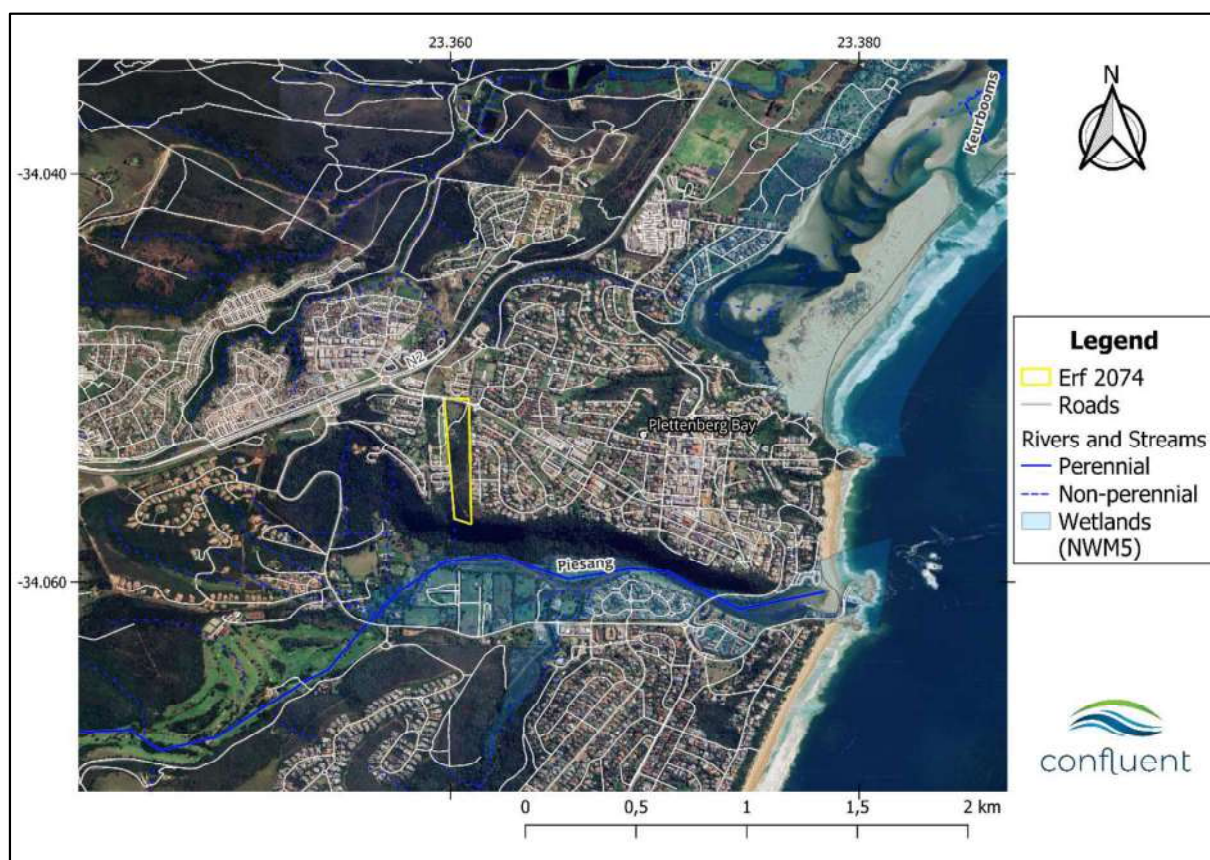 23.360
23.380
N
-34.040
Keurbooms
N2
Plettenberg Bay
Piesang
-34.060
Legend
Erf 2074
Roads
Rivers and Streams
Perennial
Non-perennial
Wetlands
(NWM5)
confluent
0
0,5
1
1,5
2 km